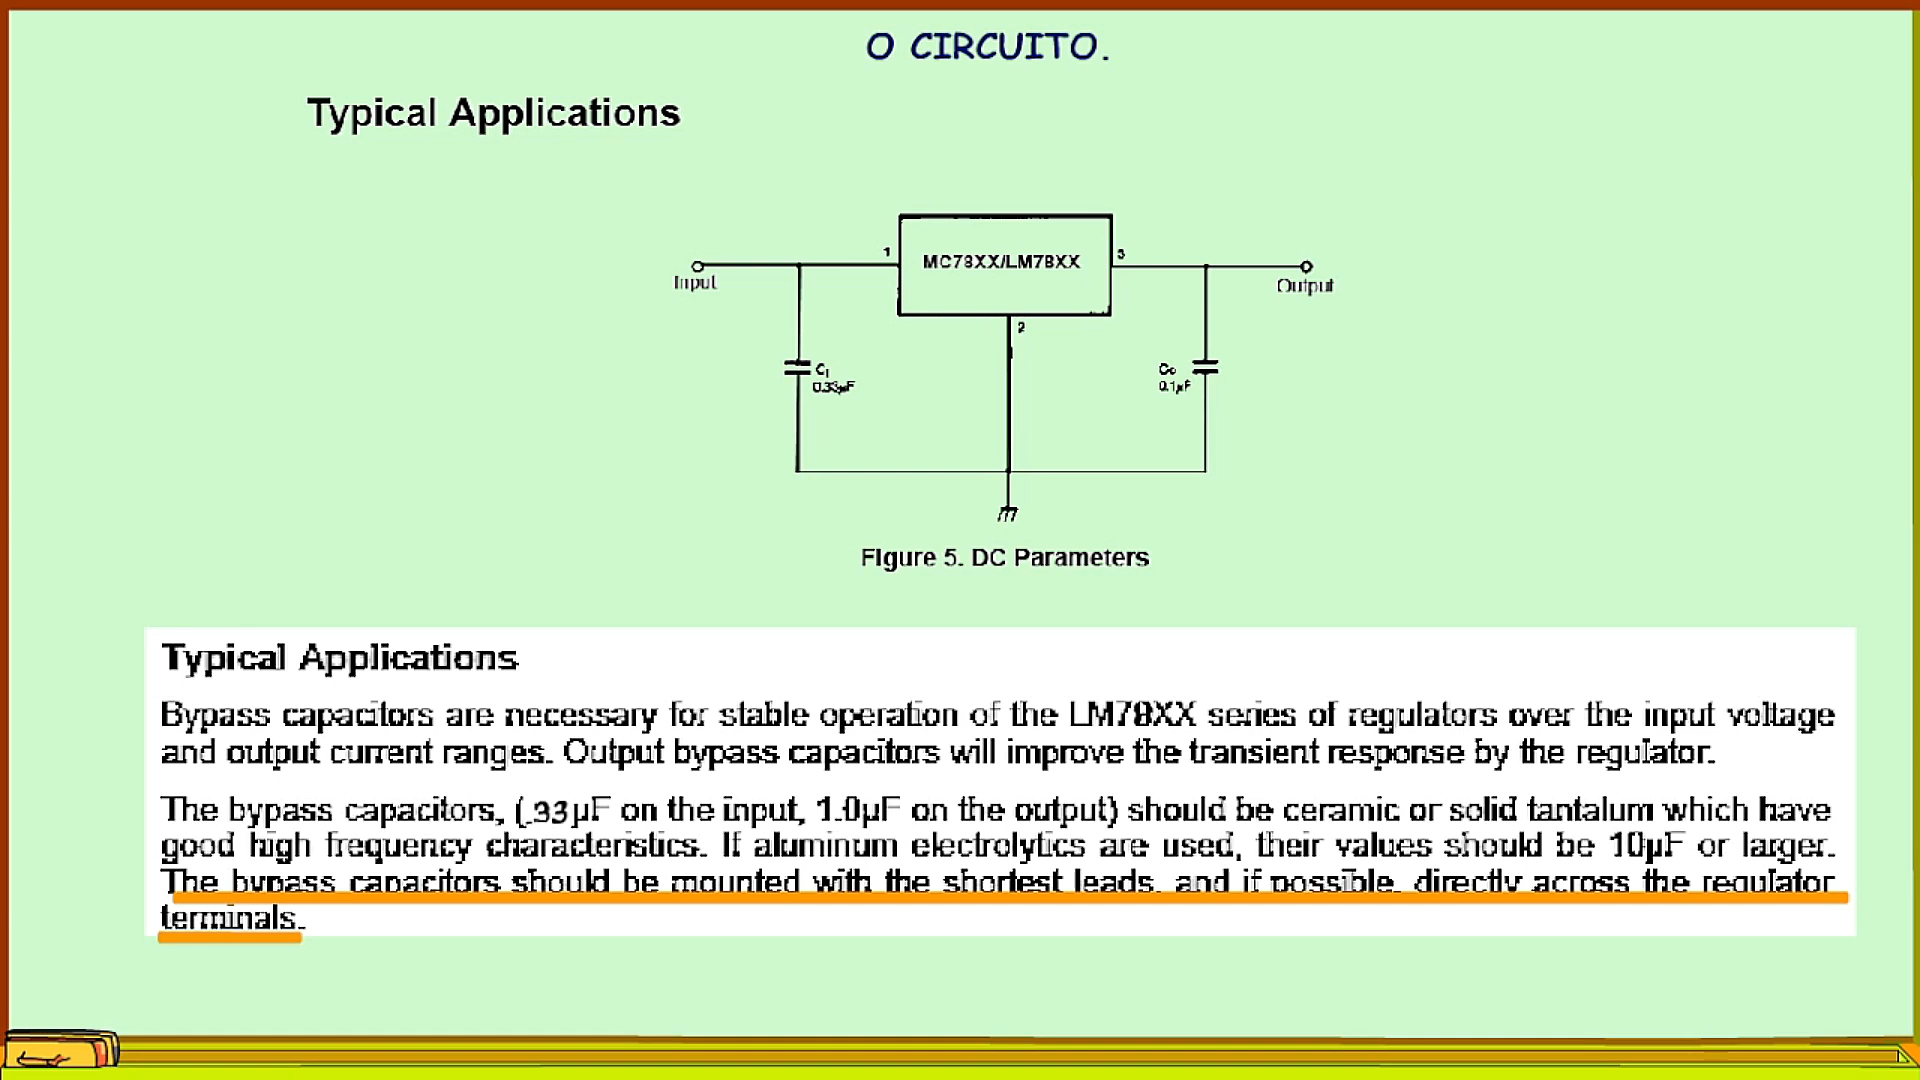 O CIRCUITO.
Typical Applications
1
MC78XX/LM78XX
3
Input
Output
2
CI
0.33µF
Co
0.1µF
Figure 5. DC Parameters
Typical Applications
Bypass capacitors are necessary for stable operation of the LM78XX series of regulators over the input voltage
and output current ranges. Output bypass capacitors will improve the transient response by the regulator.
The bypass capacitors, (.33µF on the input, 1.0µF on the output) should be ceramic or solid tantalum which have
good high frequency characteristics. If aluminum electrolytics are used, their values should be 10µF or larger.
The bypass capacitors should be mounted with the shortest leads, and if possible, directly across the regulator
terminals.